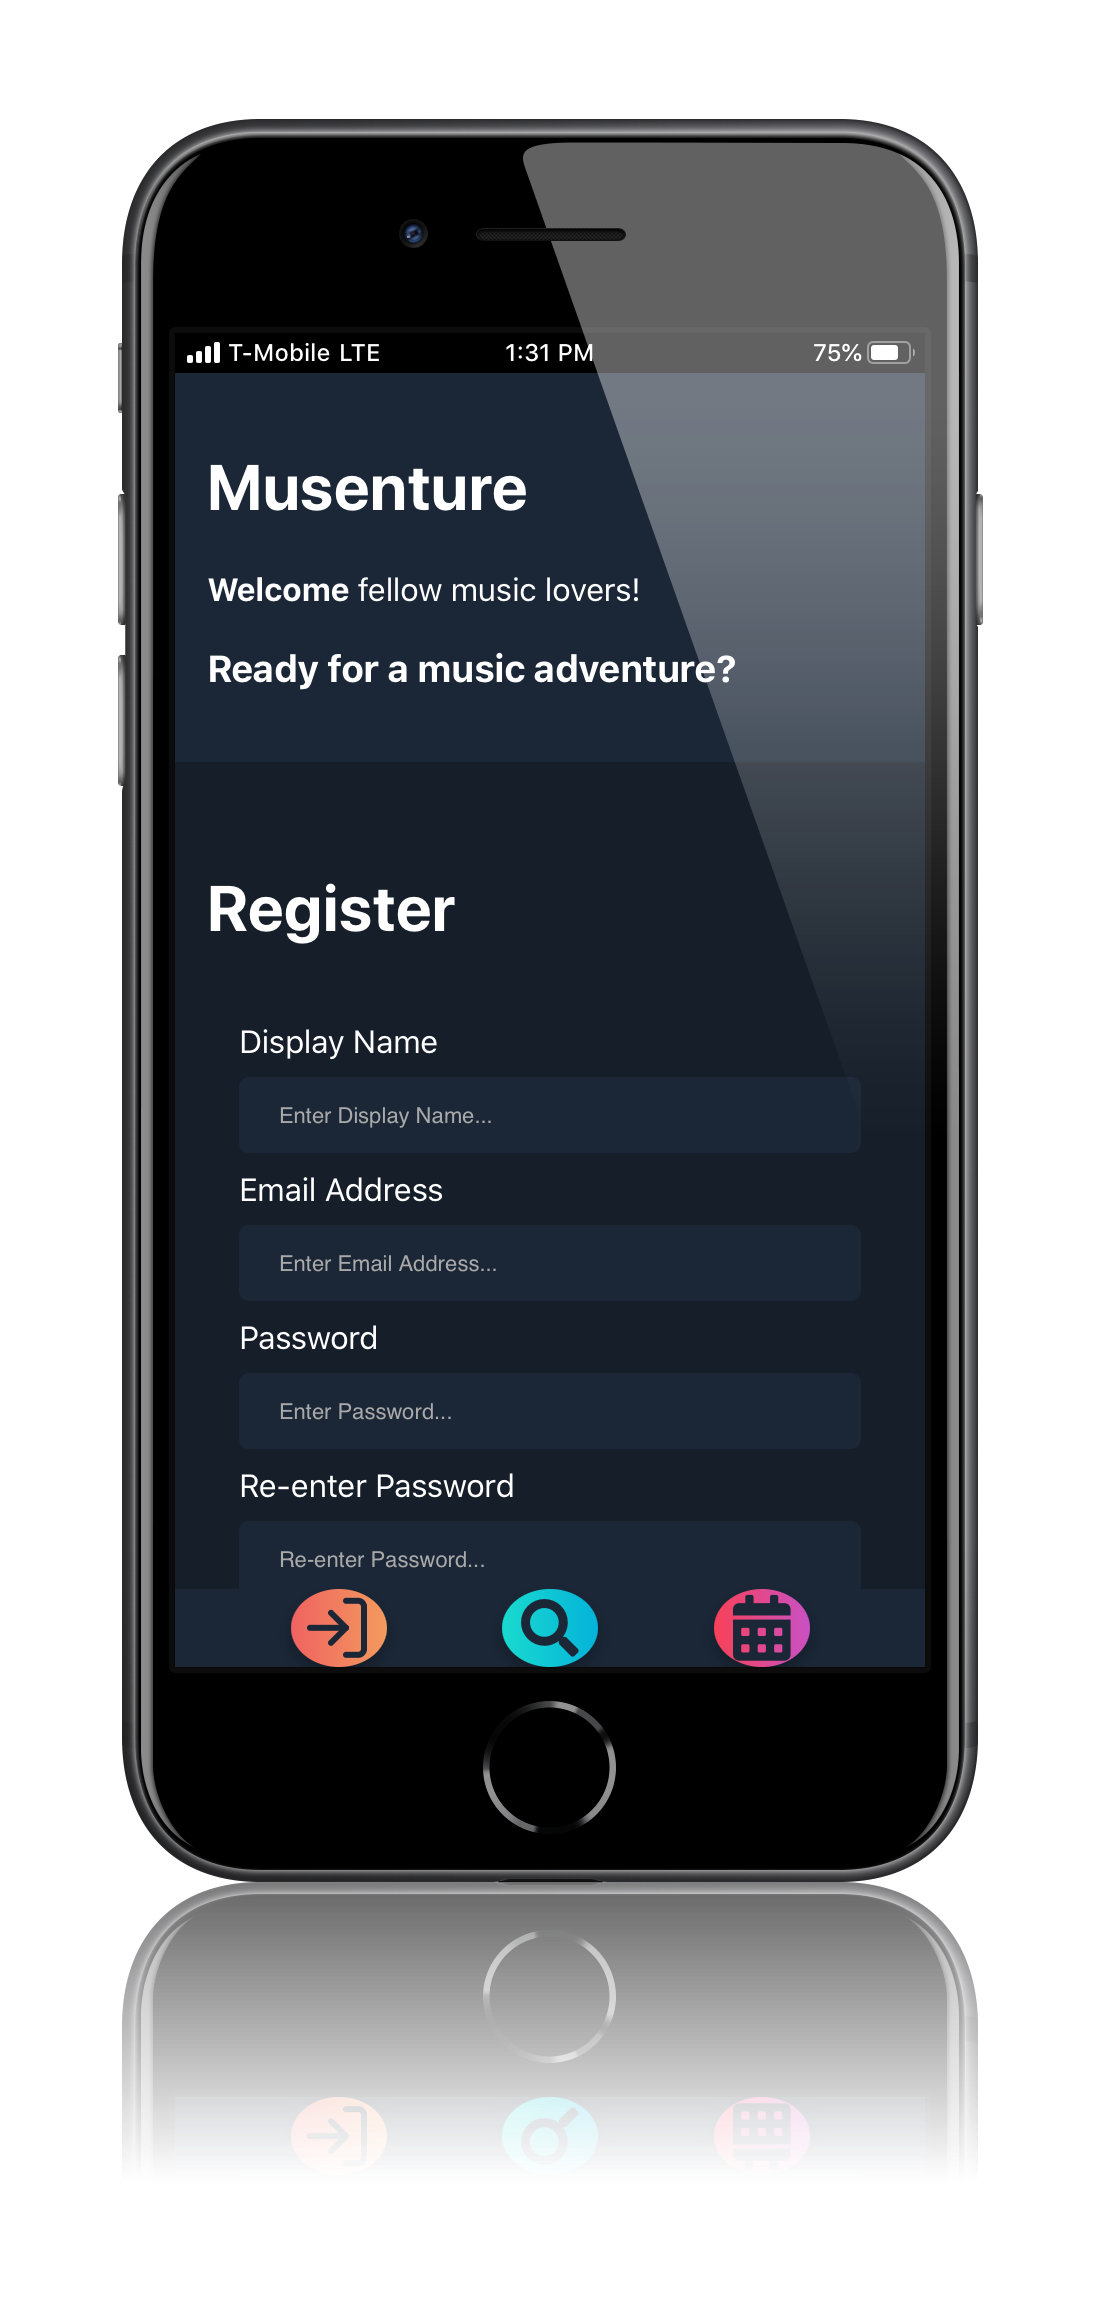 T-Mobile LTE 1:31 PM 75%
Musenture
Welcome fellow music lovers!
Ready for a music adventure?
Register
Display Name
Enter Display Name...
Email Address
Enter Email Address...
Password
Enter Password...
Re-enter Password
Re-enter Password...